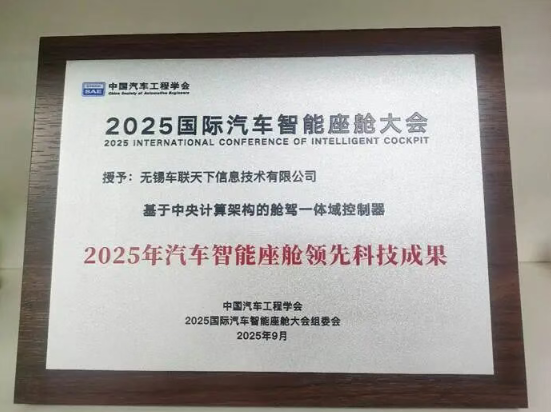 中国汽车工程学会
China Society of Automotive Engineers
SAE
2025国际汽车智能座舱大会
2025 INTERNATIONAL CONFERENCE OF INTELLIGENT COCKPIT
授予：无锡车联天下信息技术有限公司
基于中央计算架构的舱驾一体域控制器
2025年汽车智能座舱领先科技成果
中国汽车工程学会
2025国际汽车智能座舱大会组委会
2025年9月